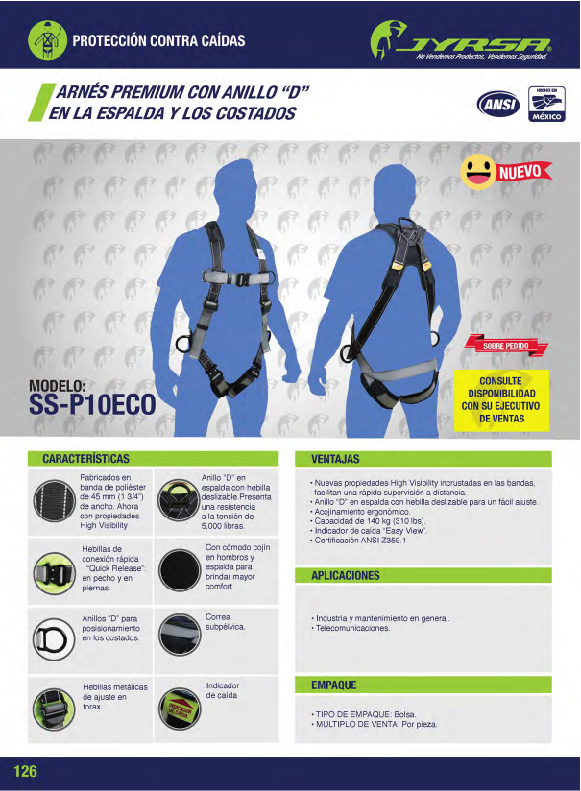 PROTECCIÓN CONTRA CAÍDAS
JYRSA®
No Vendemos Productos, Vendemos Seguridad.
ARNÉS PREMIUM CON ANILLO “D”
EN LA ESPALDA Y LOS COSTADOS
ANSI
HECHO EN
MÉXICO
NUEVO
SOBRE PEDIDO
CONSULTE
DISPONIBILIDAD
CON SU EJECUTIVO
DE VENTAS
MODELO:
SS-P10ECO
CARACTERÍSTICAS
Fabricados en
banda de poliéster
de 45 mm (1 3/4”)
de ancho. Ahora
con propiedades
High Visibility
Hebillas de
conexión rápida
“Quick Release”:
en pecho y en
piernas.
Anillos “D” para
posisionamiento
en los costados.
Hebillas metálicas
de ajuste en
torax
Anillo “D” en
espalda con hebilla
deslizable. Presenta
una resistencia
a la tensión de
5,000 libras.
Con cómodo cojín
en hombros y
espalda para
brindar mayor
comfort
Correa
subpélvica.
INDICADOR
DE CAIDA
Indicador
de caída
VENTAJAS
• Nuevas propiedades High Visibility incrustadas en las bandas,
facilitan una rápida supervisión a distancia.
• Anillo “D” en espalda con hebilla deslizable para un fácil ajuste.
• Acojinamiento ergonómico.
• Capacidad de 140 kg (310 lbs).
• Indicador de caída “Easy View”.
• Certificación ANSI Z359.1
APLICACIONES
• Industria y mantenimiento en general.
• Telecomunicaciones.
EMPAQUE
• TIPO DE EMPAQUE: Bolsa.
• MULTIPLO DE VENTA: Por pieza.
126